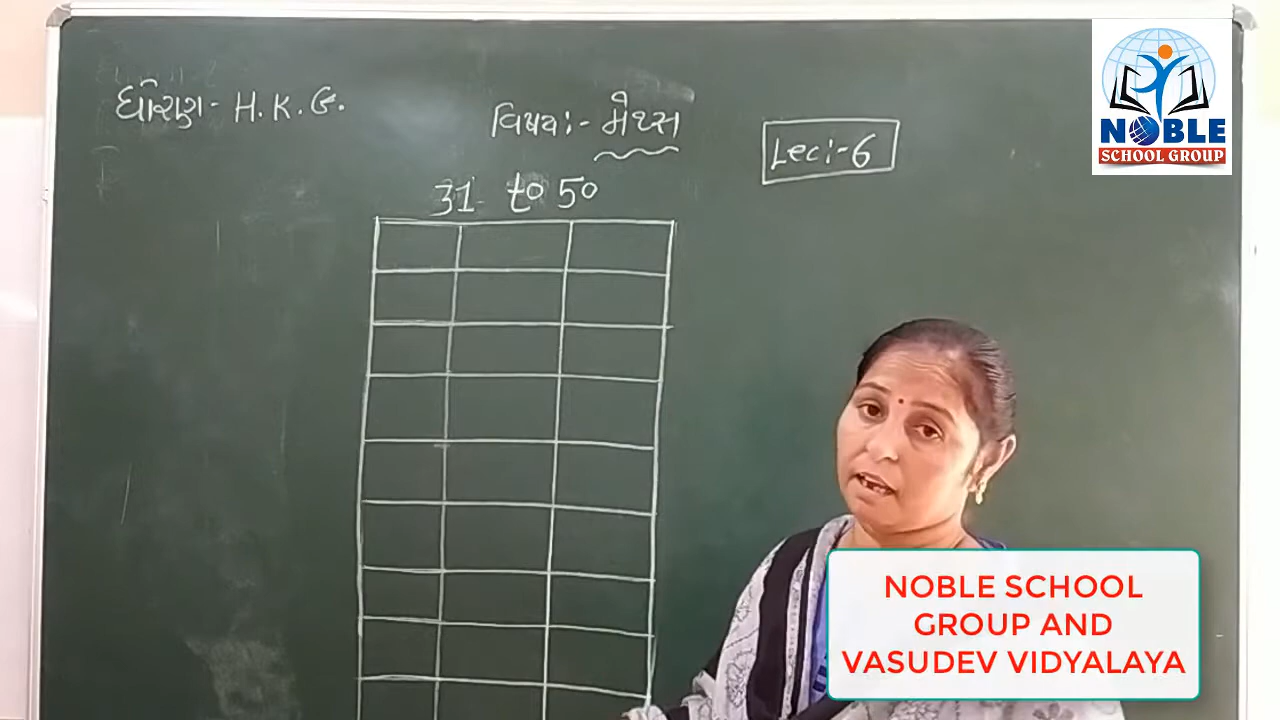 ધોરણ- H.K.G.
વિષય:- મેથ્સ
Lec:-6
31 to 50
NOBLE
SCHOOL GROUP
NOBLE SCHOOL
GROUP AND
VASUDEV VIDYALAYA